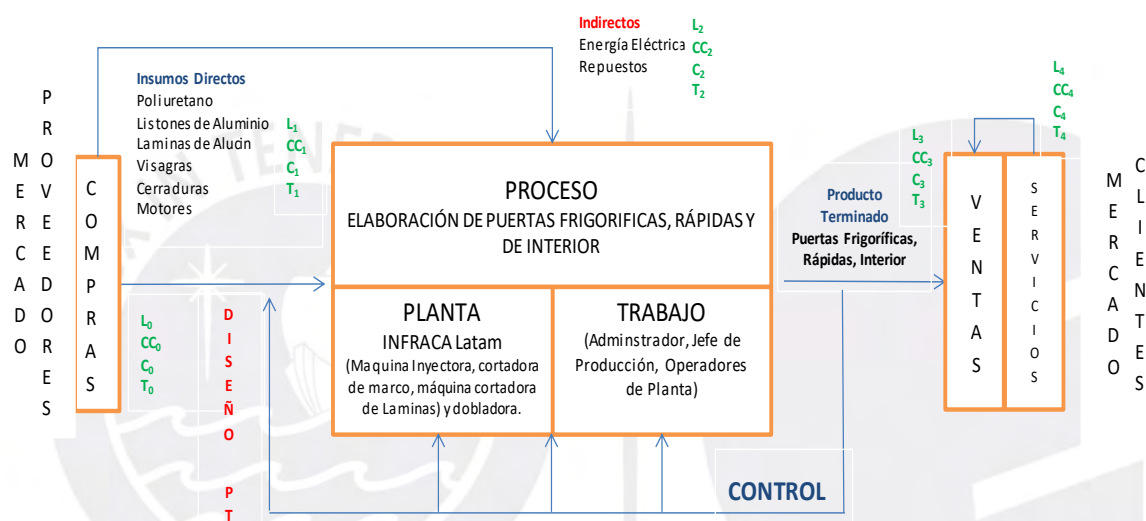 MERCADO
PROVEEDORES
COMPRAS
Insumos Directos
Poliuretano
Listones de Aluminio
Laminas de Alucin
Visagras
Cerraduras
Motores
L₁
CC₁
C₁
T₁
L₀
CC₀
C₀
T₀
DISEÑO PT
Indirectos
Energía Eléctrica
Repuestos
L₂
CC₂
C₂
T₂
PROCESO
ELABORACIÓN DE PUERTAS FRIGORIFICAS, RÁPIDAS Y
DE INTERIOR
PLANTA
INFRACA Latam
(Maquina Inyectora, cortadora
de marco, máquina cortadora
de Laminas) y dobladora.
TRABAJO
(Adminstrador, Jefe de
Producción, Operadores
de Planta)
CONTROL
Producto
Terminado
Puertas Frigoríficas,
Rápidas, Interior
L₃
CC₃
C₃
T₃
L₄
CC₄
C₄
T₄
VENTAS
SERVICIOS
MERCADO
CLIENTES